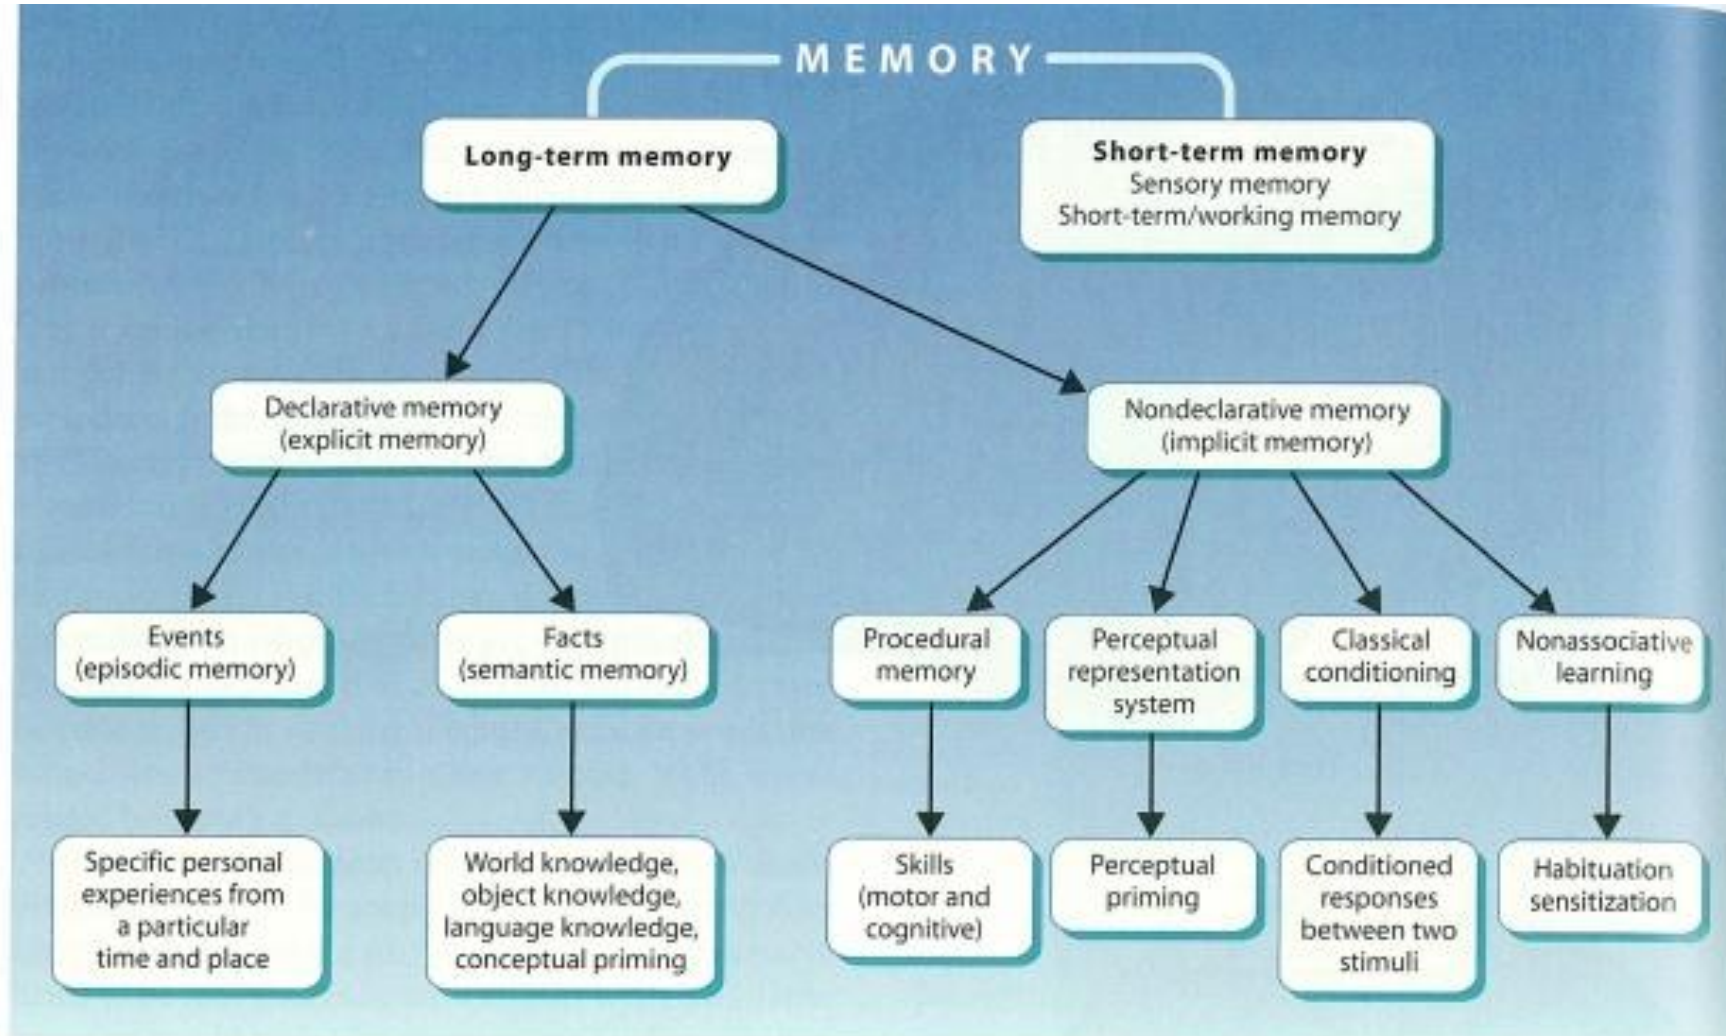 MEMORY
Long-term memory
Short-term memory
Sensory memory
Short-term/working memory
Declarative memory
(explicit memory)
Nondeclarative memory
(implicit memory)
Events
(episodic memory)
Facts
(semantic memory)
Procedural
memory
Perceptual
representation
system
Classical
conditioning
Nonassociative
learning
Specific personal
experiences from
a particular
time and place
World knowledge,
object knowledge,
language knowledge,
conceptual priming
Skills
(motor and
cognitive)
Perceptual
priming
Conditioned
responses
between two
stimuli
Habituation
sensitization